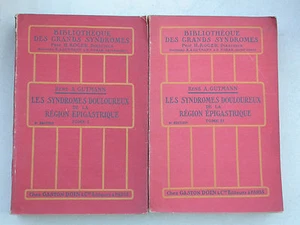 BIBLIOTHÈQUE
DES GRANDS SYNDROMES
RENÉ A. GUTMANN
LES SYNDROMES DOULOUREUX
DE LA
RÉGION ÉPIGASTRIQUE
TOME I
Chez GASTON DOIN & Cie Éditeurs à PARIS
BIBLIOTHÈQUE
DES GRANDS SYNDROMES
RENÉ A. GUTMANN
LES SYNDROMES DOULOUREUX
DE LA
RÉGION ÉPIGASTRIQUE
TOME II
Chez GASTON DOIN & Cie Éditeurs à PARIS